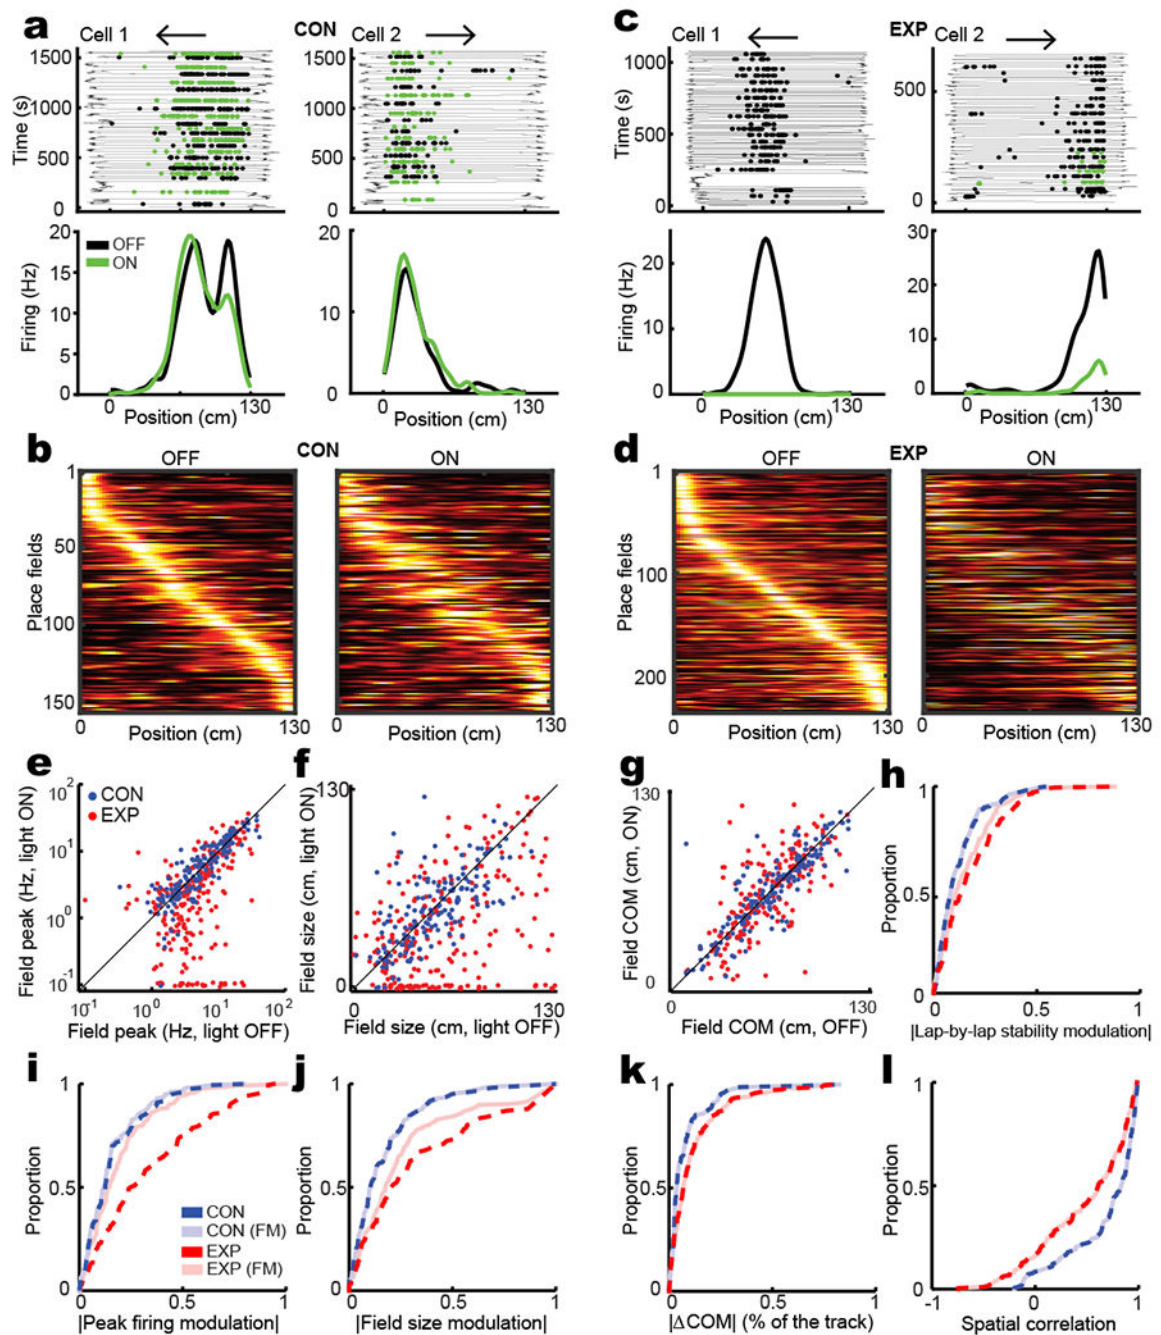 a
CON
c
EXP
Cell 1
Cell 2
Cell 1
Cell 2
1500
1000
500
0
Time (s)
1500
1000
500
0
1000
500
0
Time (s)
500
0
20
15
10
5
0
Firing (Hz)
OFF
ON
0
130
Position (cm)
20
10
0
0
130
Position (cm)
20
10
0
Firing (Hz)
0
130
Position (cm)
30
20
10
0
0
130
Position (cm)
b
CON
OFF
ON
1
50
100
150
Place fields
0
130
Position (cm)
1
50
100
150
0
130
Position (cm)
d
EXP
OFF
ON
1
100
200
Place fields
0
130
Position (cm)
0
130
Position (cm)
e
CON
EXP
Field peak (Hz, light ON)
10²
10¹
10⁰
10⁻¹
10⁻¹
10⁰
10¹
10²
Field peak (Hz, light OFF)
f
Field size (cm, light ON)
130
0
0
130
Field size (cm, light OFF)
g
Field COM (cm, ON)
130
0
0
130
Field COM (cm, OFF)
h
Proportion
1
0.5
0
0
0.5
1
|Lap-by-lap stability modulation|
i
Proportion
1
0.5
0
CON
CON (FM)
EXP
EXP (FM)
0
0.5
1
|Peak firing modulation|
j
Proportion
1
0.5
0
0
0.5
1
|Field size modulation|
k
Proportion
1
0.5
0
0
0.5
1
|ΔCOM| (% of the track)
l
Proportion
1
0.5
0
-1
0
1
Spatial correlation